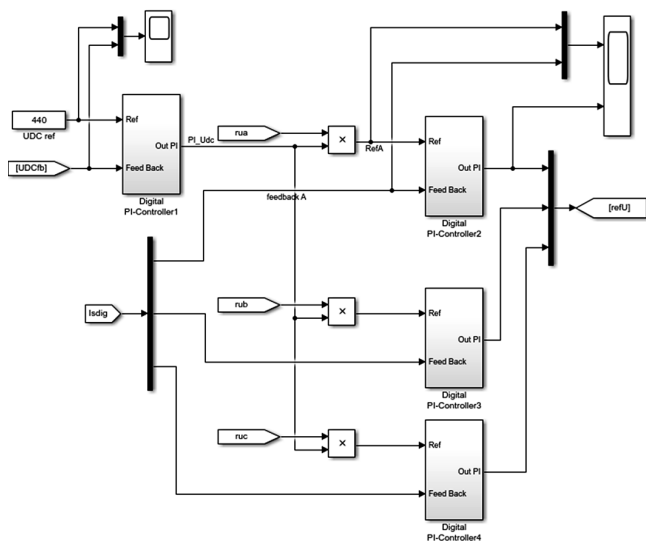 440
UDC ref
[UDCfb]
Ref
Feed Back
Out PI
Digital
PI-Controller1
PI_Udc
rua
×
RefA
feedback A
Ref
Feed Back
Out PI
Digital
PI-Controller2
[refU]
Isdig
rub
×
Ref
Feed Back
Out PI
Digital
PI-Controller3
ruc
×
Ref
Feed Back
Out PI
Digital
PI-Controller4